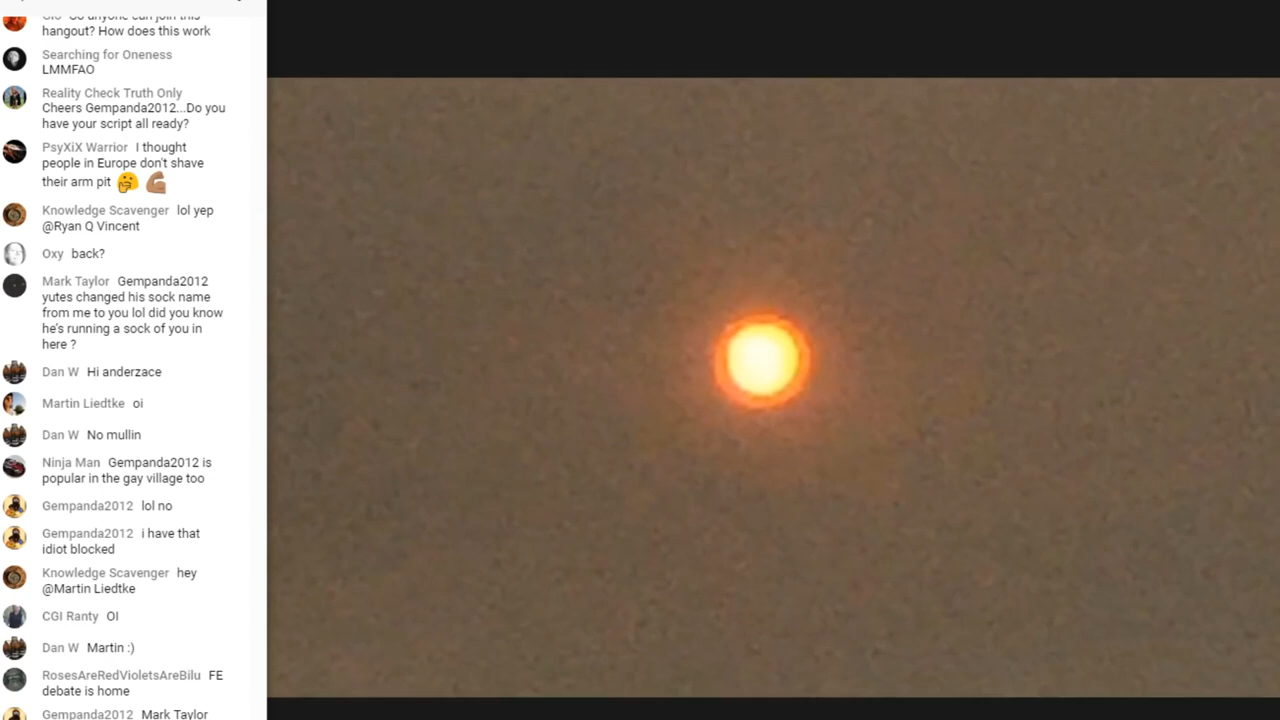 Glo So anyone can join this
hangout? How does this work
Searching for Oneness
LMMFAO
Reality Check Truth Only
Cheers Gempanda2012...Do you
have your script all ready?
PsyXiX Warrior I thought
people in Europe don't shave
their arm pit 🤔 💪🏽
Knowledge Scavenger lol yep
@Ryan Q Vincent
Oxy back?
Mark Taylor Gempanda2012
yutes changed his sock name
from me to you lol did you know
he's running a sock of you in
here ?
Dan W Hi anderzace
Martin Liedtke oi
Dan W No mullin
Ninja Man Gempanda2012 is
popular in the gay village too
Gempanda2012 lol no
Gempanda2012 i have that
idiot blocked
Knowledge Scavenger hey
@Martin Liedtke
CGI Ranty OI
Dan W Martin :)
RosesAreRedVioletsAreBilu FE
debate is home
Gempanda2012 Mark Taylor